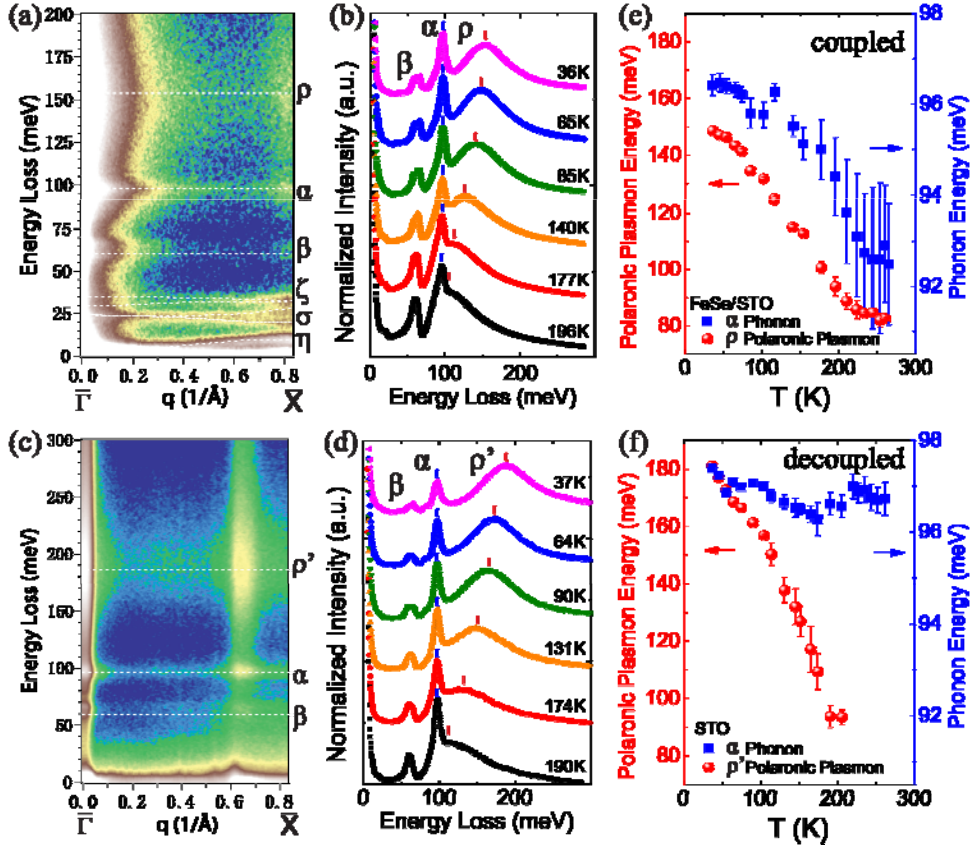 (a)
200
175
150
125
100
75
50
25
0
Energy Loss (meV)
ρ
α
β
ζ
q
η
0.0 0.2 0.4 0.6 0.8
Γ̄ q (1/Å) X̄
(b)
Normalized Intensity (a.u.)
β α ρ
36K
65K
85K
140K
177K
196K
0 100 200
Energy Loss (meV)
(e)
coupled
Polaronic Plasmon Energy (meV)
180
160
140
120
100
80
Phonon Energy (meV)
98
96
94
92
FeSe/STO
α Phonon
ρ Polaronic Plasmon
0 100 200 300
T (K)
(c)
300
250
200
150
100
50
0
Energy Loss (meV)
ρ'
α
β
0.0 0.2 0.4 0.6 0.8
Γ̄ q (1/Å) X̄
(d)
Normalized Intensity (a.u.)
β α ρ'
37K
64K
90K
131K
174K
190K
0 100 200
Energy Loss (meV)
(f)
decoupled
Polaronic Plasmon Energy (meV)
180
160
140
120
100
80
Phonon Energy (meV)
98
96
94
92
STO
α Phonon
ρ' Polaronic Plasmon
0 100 200 300
T (K)